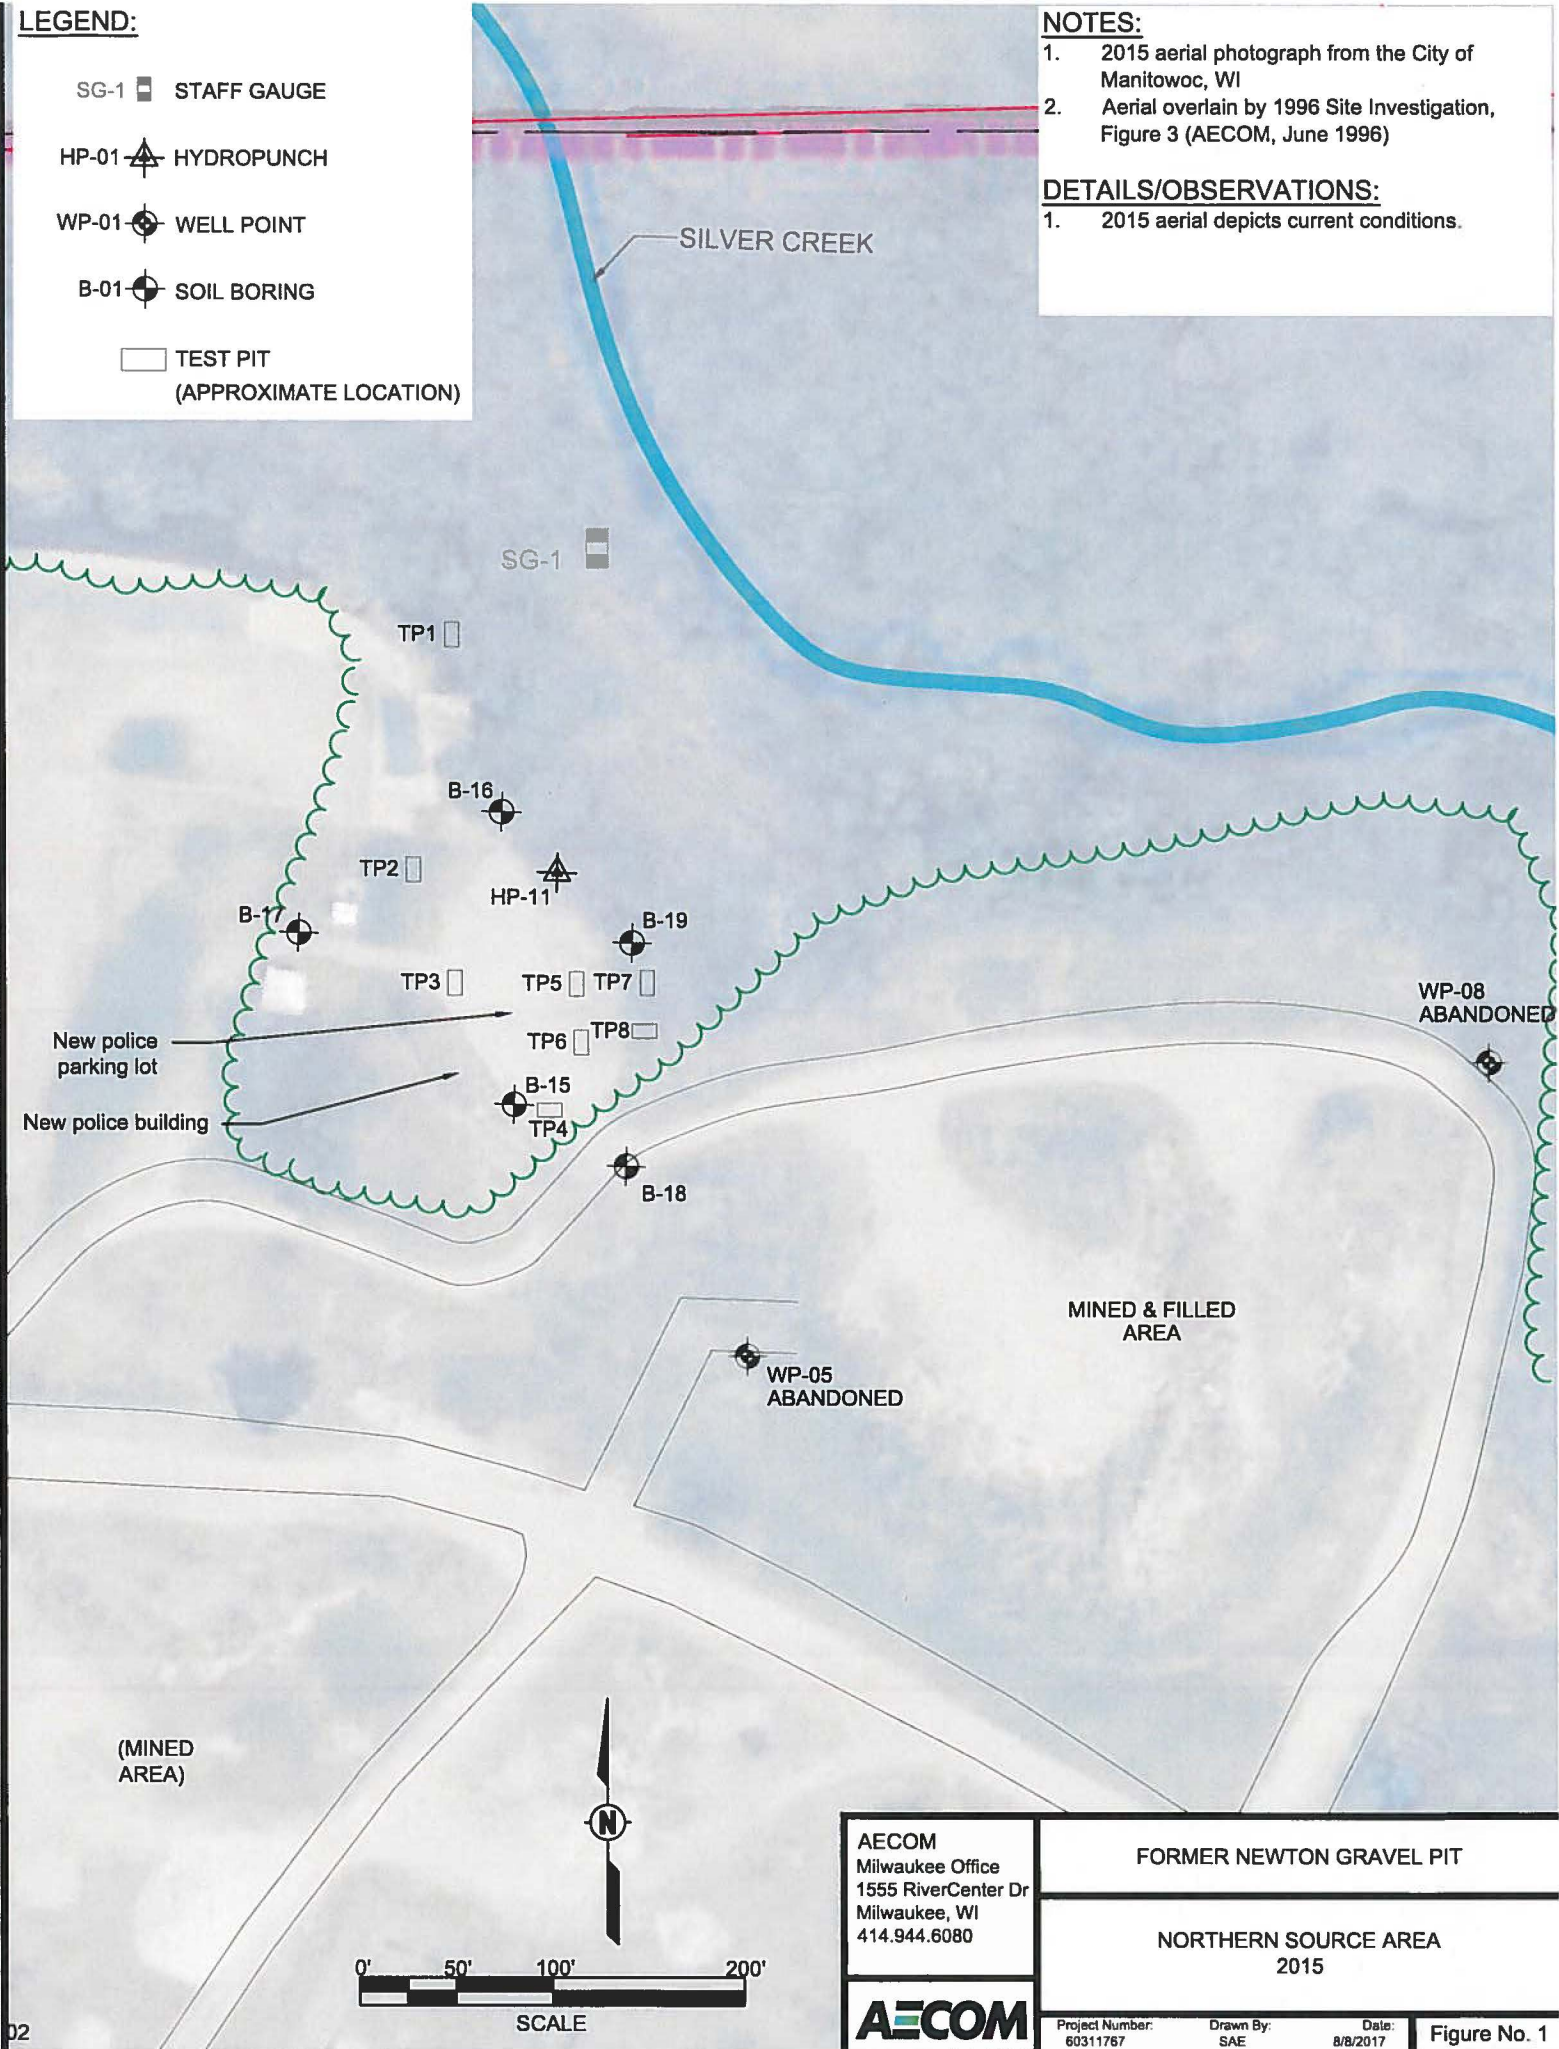 LEGEND:
SG-1 STAFF GAUGE
HP-01 HYDROPUNCH
WP-01 WELL POINT
B-01 SOIL BORING
TEST PIT
(APPROXIMATE LOCATION)
NOTES:
1. 2015 aerial photograph from the City of
Manitowoc, WI
2. Aerial overlain by 1996 Site Investigation,
Figure 3 (AECOM, June 1996)
DETAILS/OBSERVATIONS:
1. 2015 aerial depicts current conditions.
SILVER CREEK
SG-1
TP1
B-16
TP2
HP-11
B-17
B-19
TP3
TP5
TP7
WP-08
ABANDONED
New police
parking lot
TP6
TP8
B-15
New police building
TP4
B-18
MINED & FILLED
AREA
WP-05
ABANDONED
(MINED
AREA)
N
0' 50' 100' 200'
SCALE
02
AECOM
Milwaukee Office
1555 RiverCenter Dr
Milwaukee, WI
414.944.6080
AECOM
FORMER NEWTON GRAVEL PIT
NORTHERN SOURCE AREA
2015
Project Number:
60311767
Drawn By:
SAE
Date:
8/8/2017
Figure No. 1